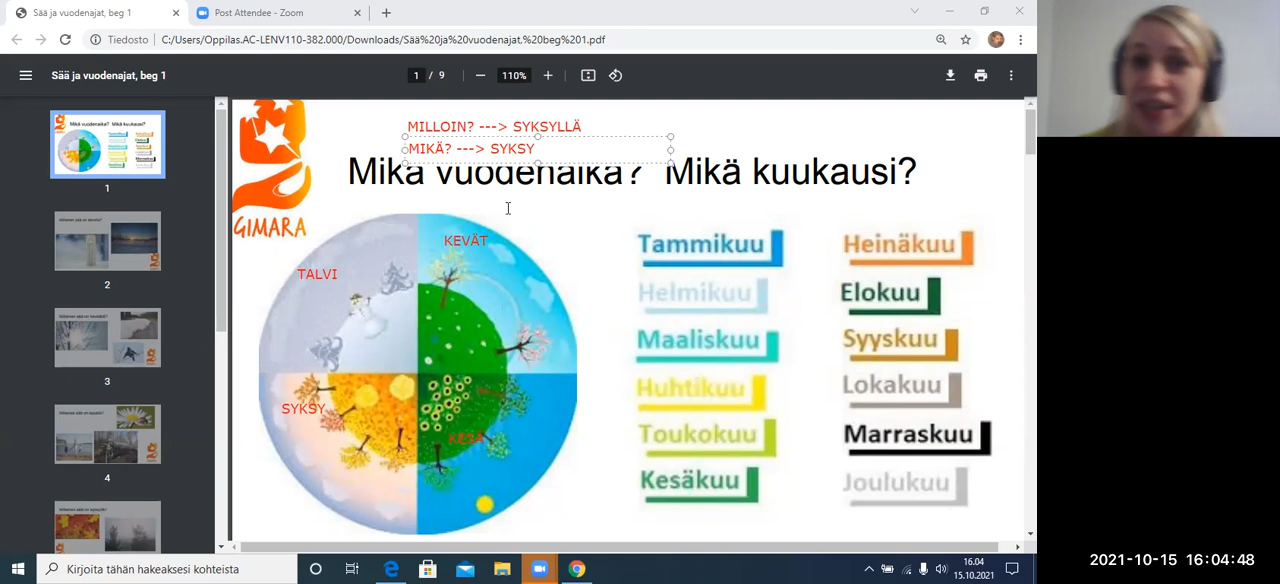 Sää ja vuodenajat, beg 1
Post Attendee - Zoom
Tiedosto
C:/Users/Oppilas.AC-LENV110-382.000/Downloads/Sää%20ja%20vuodenajat.%20beg%201.pdf
Sää ja vuodenajat, beg 1
1 / 9
110%
MILLOIN? ---> SYKSYLLÄ
MIKÄ? ---> SYKSY
Mikä vuodenaika? Mikä kuukausi?
GIMARA
KEVÄT
TALVI
SYKSY
KESÄ
Tammikuu
Helmikuu
Maaliskuu
Huhtikuu
Toukokuu
Kesäkuu
Heinäkuu
Elokuu
Syyskuu
Lokakuu
Marraskuu
Joulukuu
1
2
3
4
Kirjoita tähän hakeaksesi kohteista
16.04
15.10.2021
2021-10-15 16:04:48